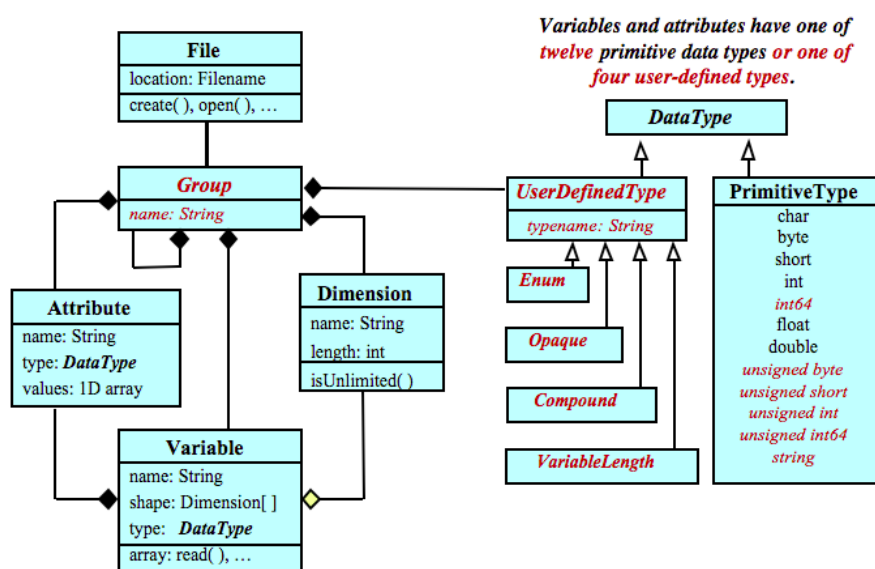 Variables and attributes have one of
twelve primitive data types or one of
four user-defined types.
File
location: Filename
create( ), open( ), …
DataType
Group
name: String
UserDefinedType
typename: String
PrimitiveType
char
byte
short
int
int64
float
double
unsigned byte
unsigned short
unsigned int
unsigned int64
string
Enum
Opaque
Compound
VariableLength
Attribute
name: String
type: DataType
values: 1D array
Dimension
name: String
length: int
isUnlimited( )
Variable
name: String
shape: Dimension[ ]
type: DataType
array: read( ), …